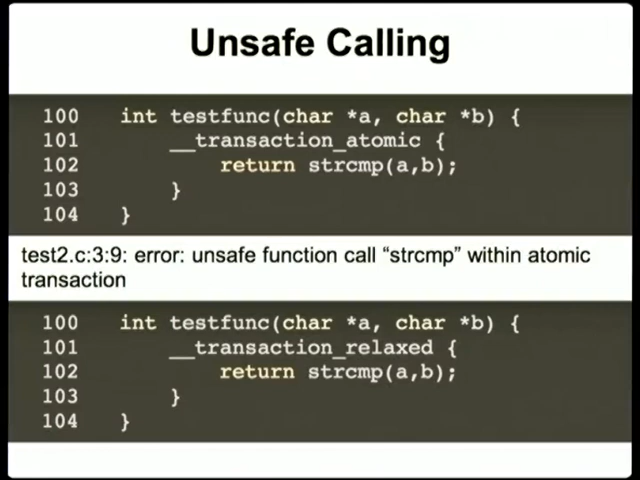 Unsafe Calling
100 int testfunc(char *a, char *b) {
101 __transaction_atomic {
102 return strcmp(a,b);
103 }
104 }
test2.c:3:9: error: unsafe function call “strcmp” within atomic
transaction
100 int testfunc(char *a, char *b) {
101 __transaction_relaxed {
102 return strcmp(a,b);
103 }
104 }